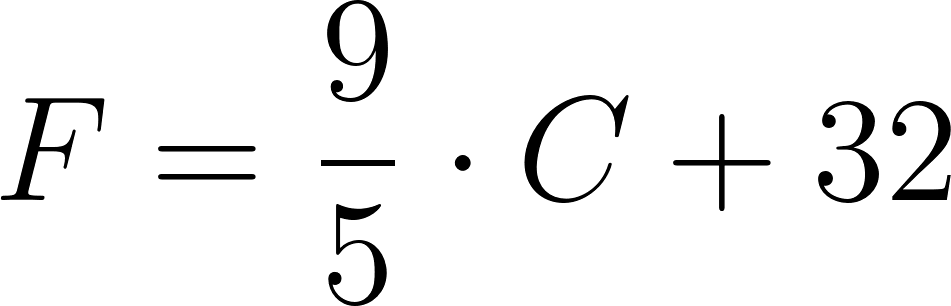 F = 9/5 · C + 32